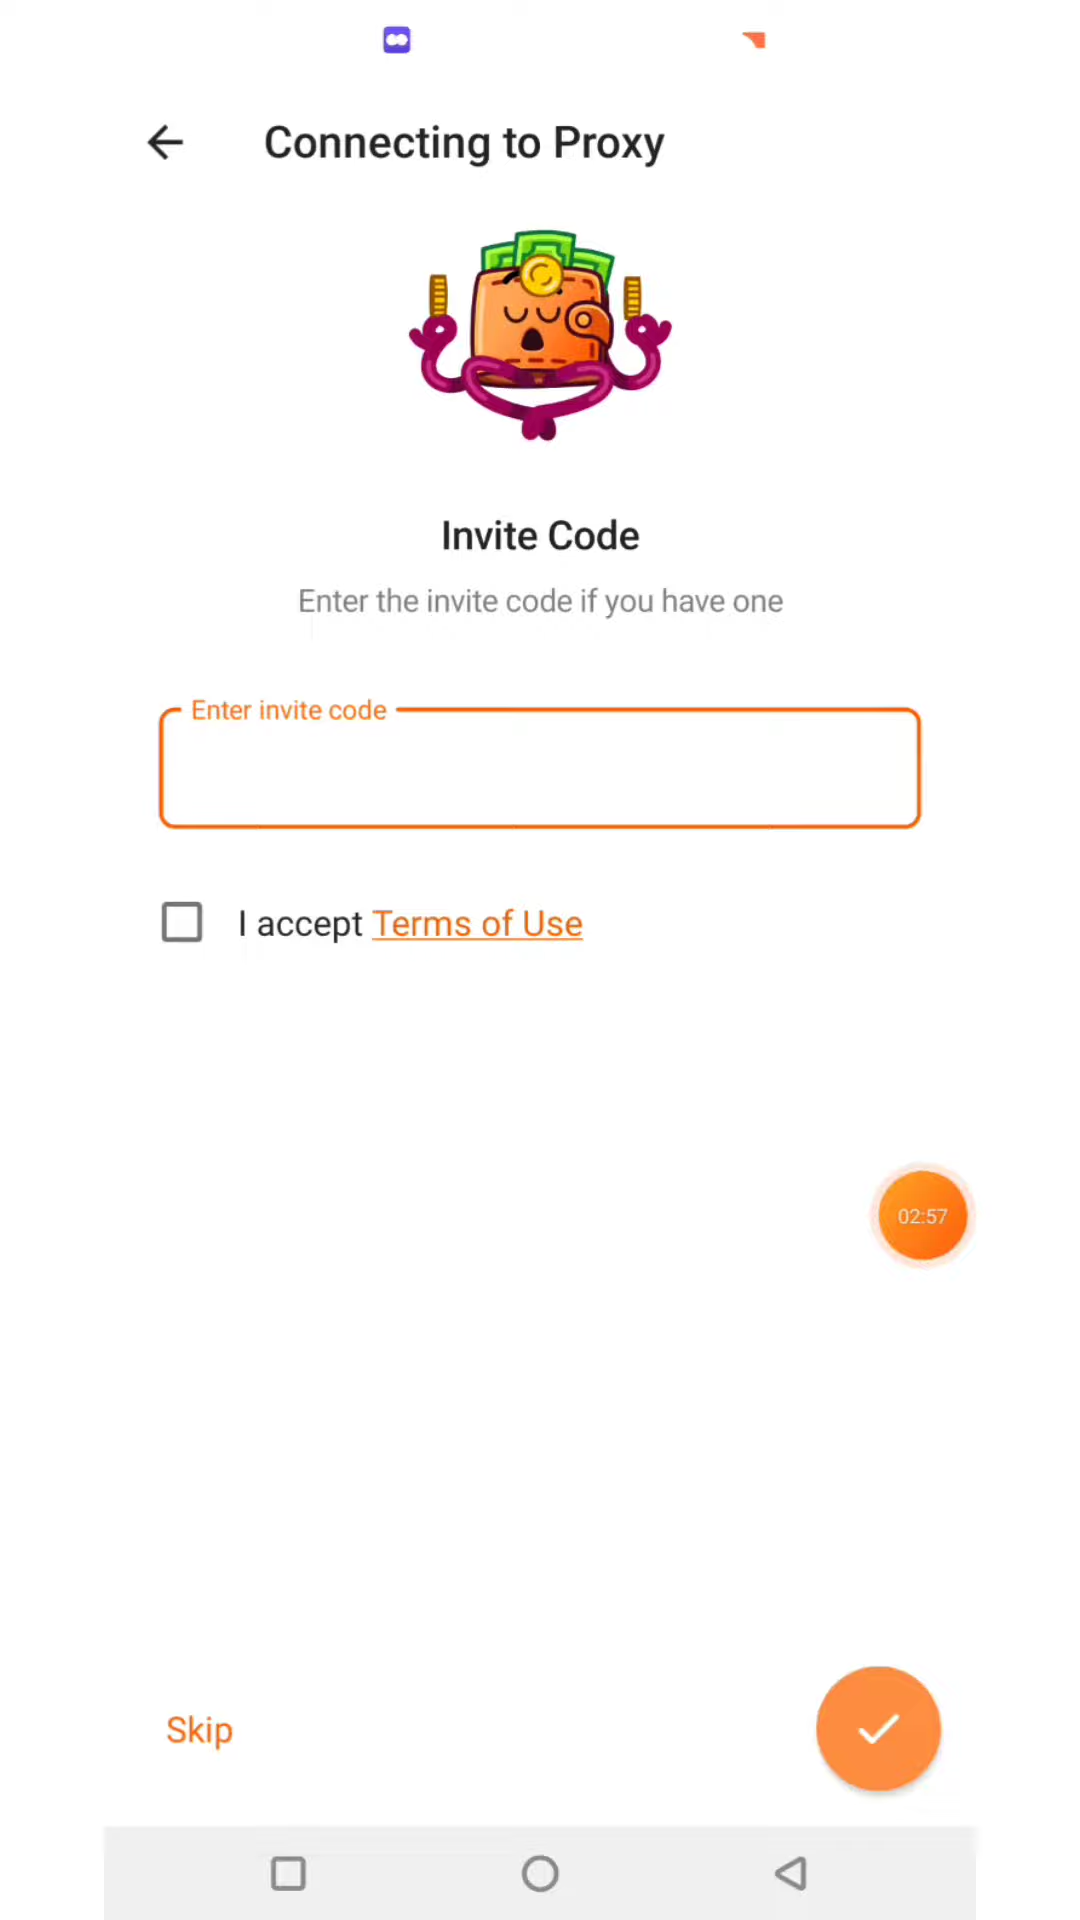 Connecting to Proxy
Invite Code
Enter the invite code if you have one
Enter invite code
I accept Terms of Use
02:57
Skip